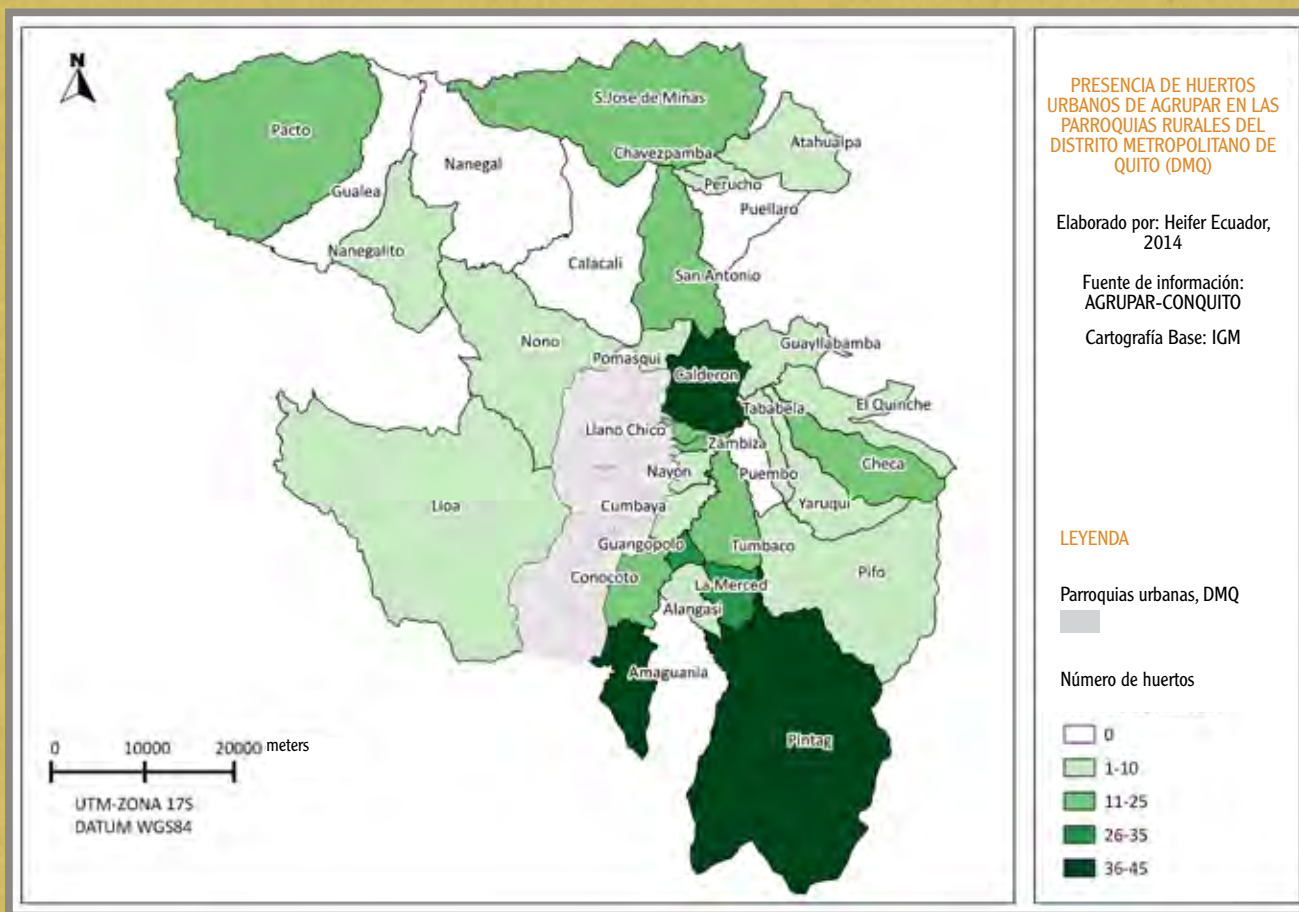 N
Pacto
S.Jose de Minas
Atahualpa
Chavezpamba
Perucho
Nanegal
Gualea
Puellaro
Nanegalito
Calacali
San Antonio
Nono
Guayllabamba
Pomasqui
Calderon
El Quinche
Tababela
Llano Chico
Zambiza
Checa
Nayon
Puembo
Yaruqui
Lloa
Cumbaya
Guangopolo
Tumbaco
Pifo
Conocoto
La Merced
Alangasi
Amaguania
Pintag
0 10000 20000 meters
UTM-ZONA 17S
DATUM WGS84
PRESENCIA DE HUERTOS
URBANOS DE AGRUPAR EN LAS
PARROQUIAS RURALES DEL
DISTRITO METROPOLITANO DE
QUITO (DMQ)
Elaborado por: Heifer Ecuador,
2014
Fuente de información:
AGRUPAR-CONQUITO
Cartografía Base: IGM
LEYENDA
Parroquias urbanas, DMQ
Número de huertos
0
1-10
11-25
26-35
36-45